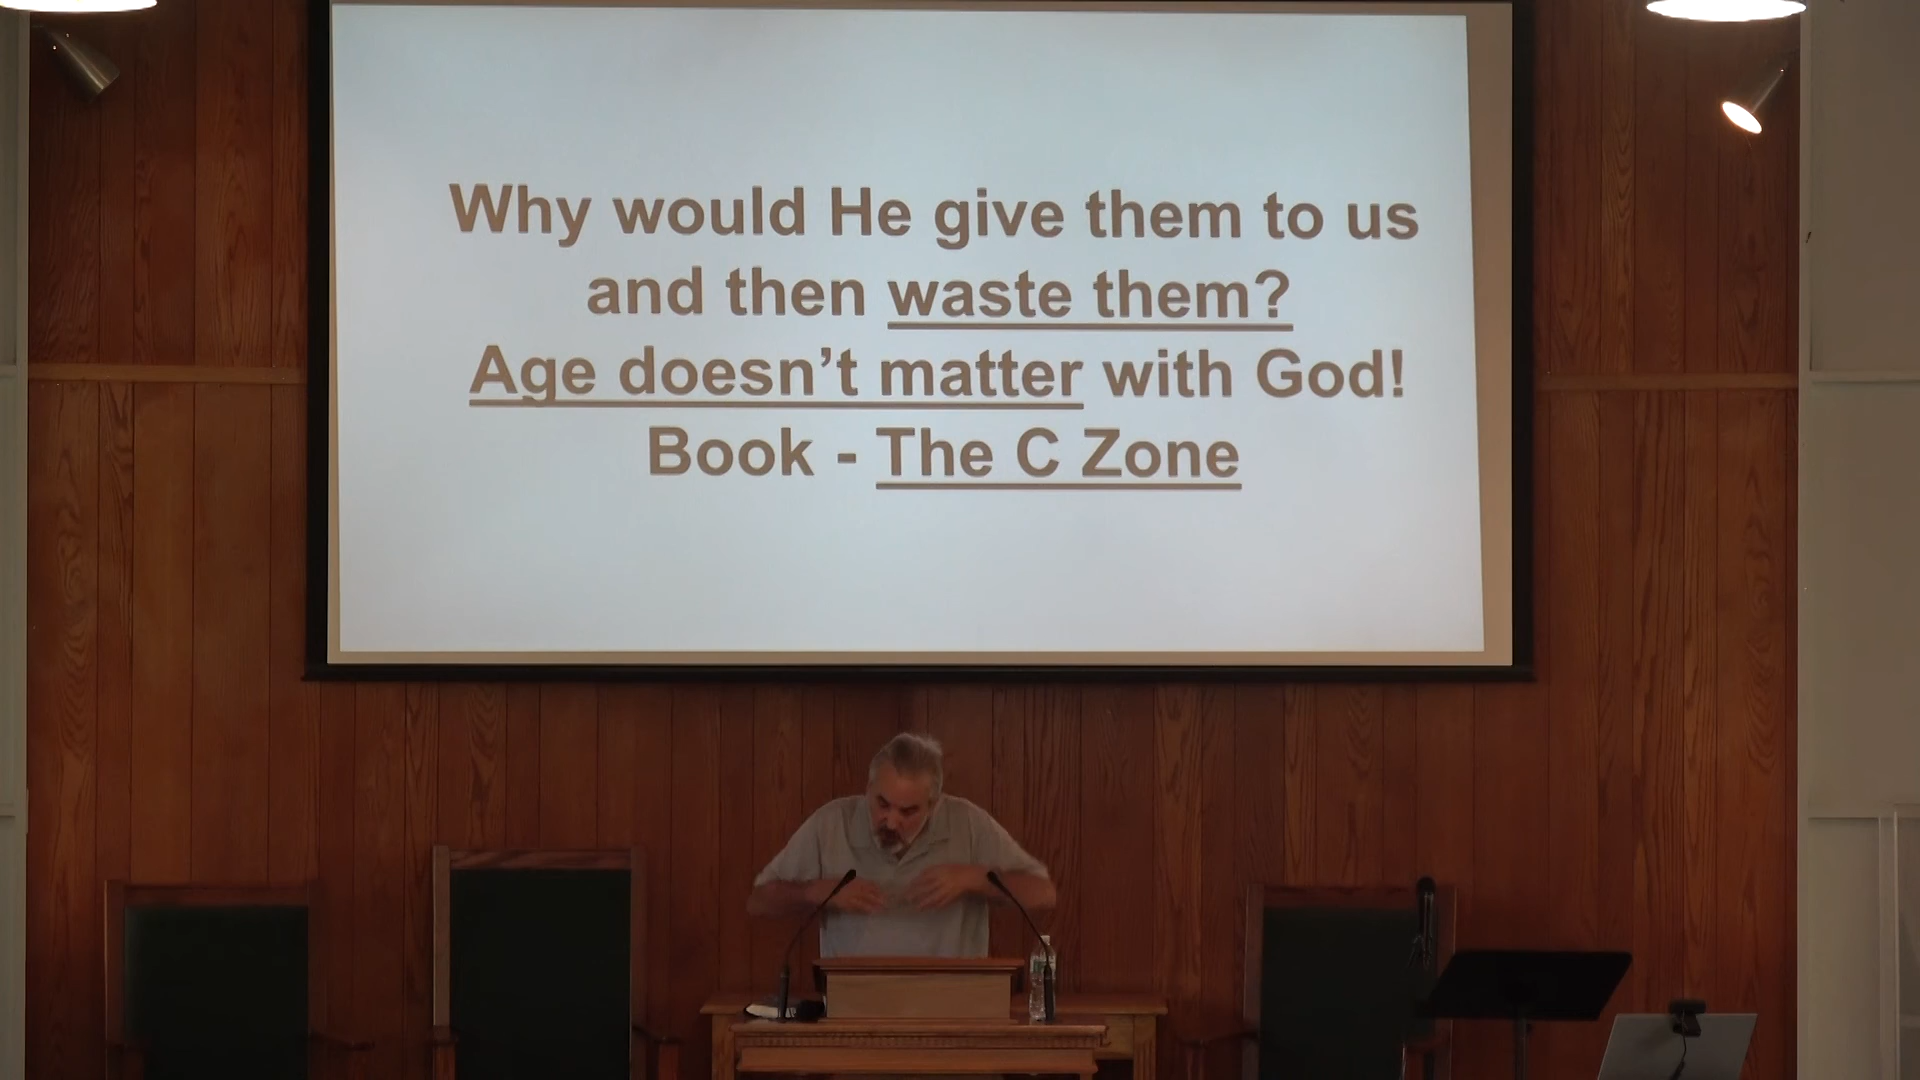 Why would He give them to us
and then waste them?
Age doesn’t matter with God!
Book - The C Zone